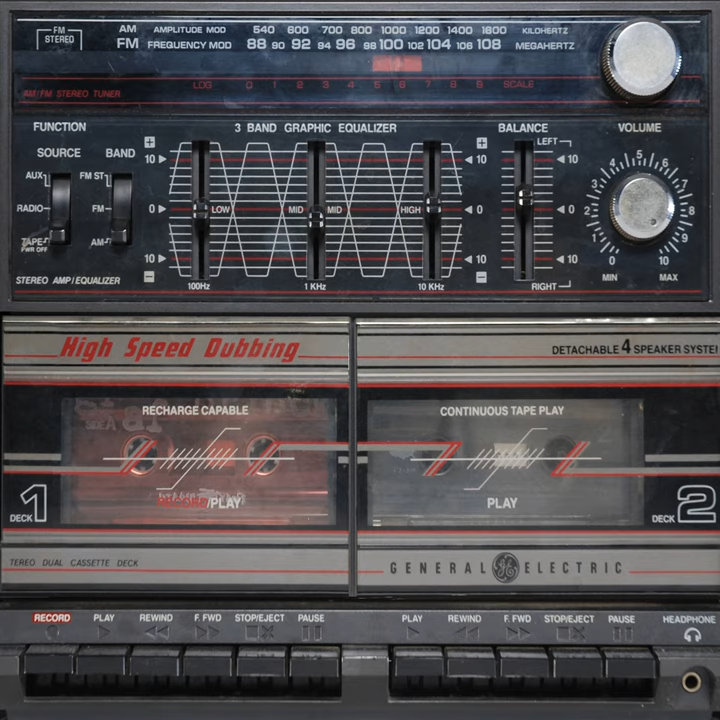 FM STEREO
AM AMPLITUDE MOD 540 600 800 1000 1200 1400 1600 KILOHERTZ
FM FREQUENCY MOD 88 90 92 94 96 98 100 102 104 106 108 MEGAHERTZ
LOG 0 1 2 3 4 5 6 7 8 9 SCALE
AM/FM STEREO TUNER
FUNCTION
SOURCE BAND
AUX
RADIO
TAPE
PWR OFF
FM ST
FM
AM
STEREO AMP/EQUALIZER
3 BAND GRAPHIC EQUALIZER
+ +
10 10
0 LOW MID MID HIGH 0
10 10
- -
100Hz 1 KHz 10 KHz
BALANCE
LEFT
10
0
10
RIGHT
VOLUME
0 1 2 3 4 5 6 7 8 9 10
MIN MAX
High Speed Dubbing
DETACHABLE 4 SPEAKER SYSTE
RECHARGE CAPABLE
SIDE A
RECORD/PLAY
DECK 1
CONTINUOUS TAPE PLAY
PLAY
DECK 2
TEREO DUAL CASSETTE DECK
GENERAL GE ELECTRIC
RECORD PLAY REWIND F. FWD STOP/EJECT PAUSE
PLAY REWIND F. FWD STOP/EJECT PAUSE
HEADPHONE